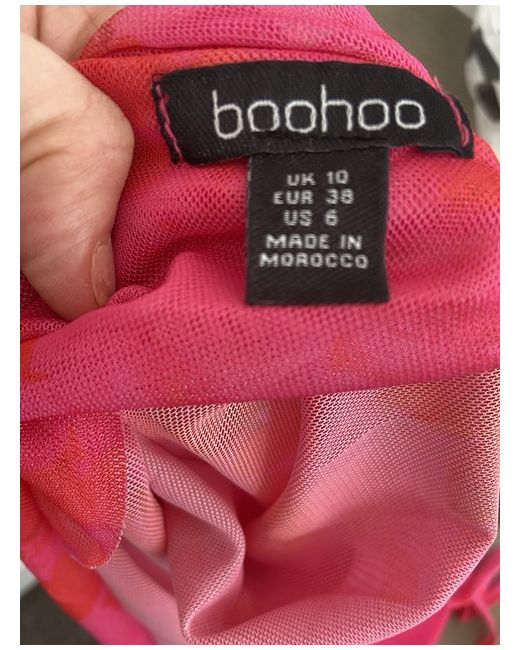 boohoo
UK 10
EUR 38
US 6
MADE IN
MOROCCO